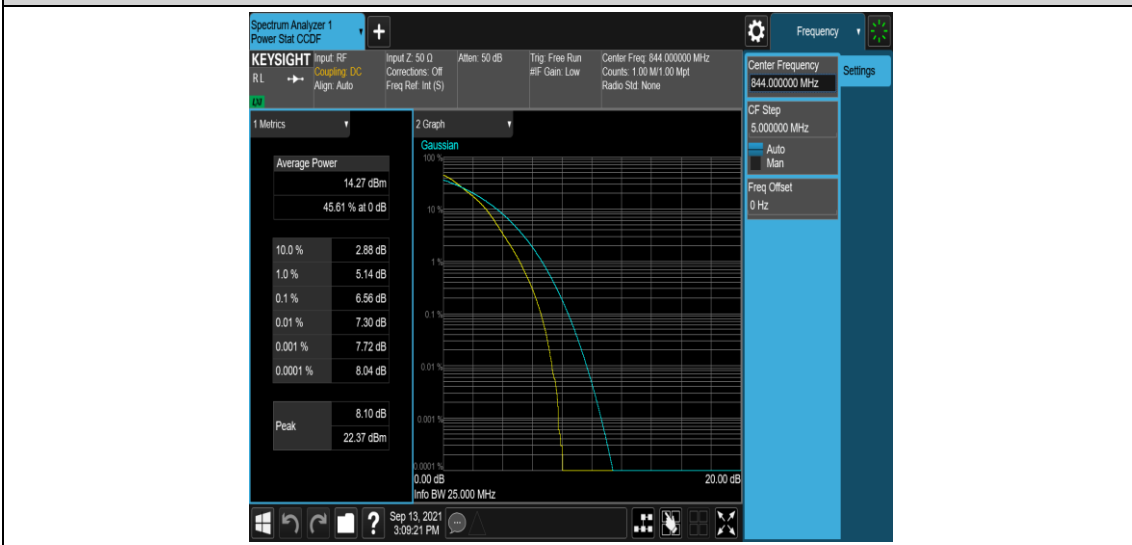 Spectrum Analyzer 1
Power Stat CCDF
+
Frequency
KEYSIGHT
RL
LXI
Input: RF
Coupling: DC
Align: Auto
Input Z: 50 Ω
Corrections: Off
Freq Ref: Int (S)
Atten: 50 dB
Trig: Free Run
#IF Gain: Low
Center Freq: 844.000000 MHz
Counts: 1.00 M/1.00 Mpt
Radio Std: None
Center Frequency
844.000000 MHz
Settings
CF Step
5.000000 MHz
Auto
Man
Freq Offset
0 Hz
1 Metrics
Average Power
14.27 dBm
45.61 % at 0 dB
10.0 % 2.88 dB
1.0 % 5.14 dB
0.1 % 6.56 dB
0.01 % 7.30 dB
0.001 % 7.72 dB
0.0001 % 8.04 dB
Peak
8.10 dB
22.37 dBm
2 Graph
Gaussian
100 %
10 %
1 %
0.1 %
0.01 %
0.001 %
0.0001 %
0.00 dB 20.00 dB
Info BW 25.000 MHz
?
Sep 13, 2021
3:09:21 PM